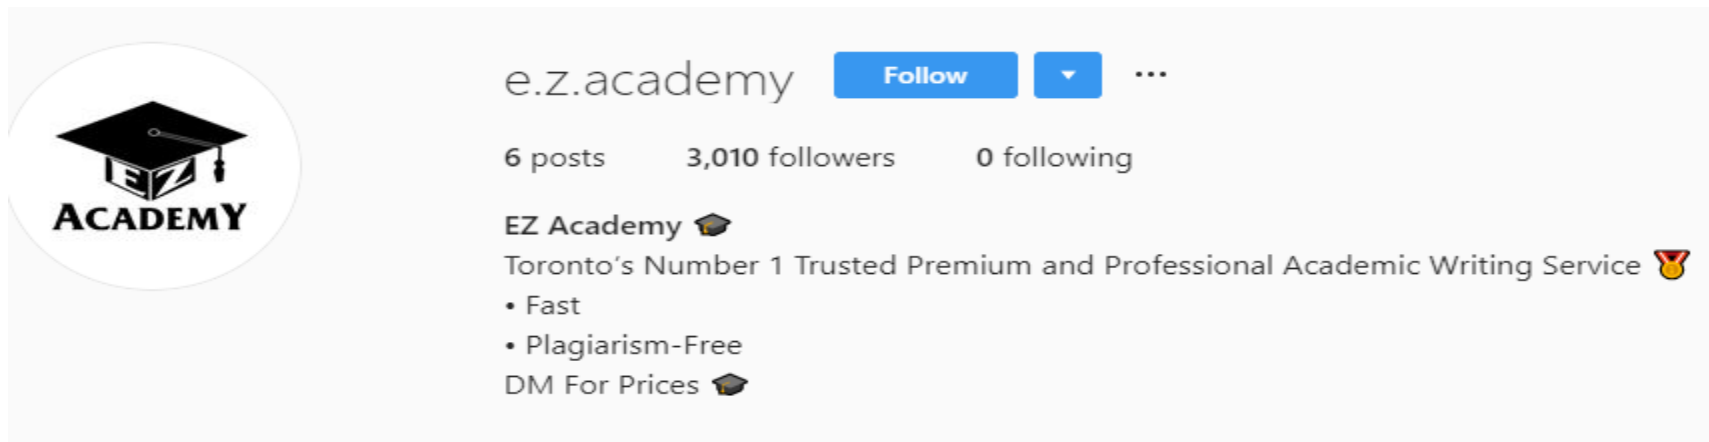 EZ
ACADEMY
e.z.academy Follow ...
6 posts 3,010 followers 0 following
EZ Academy 🎓
Toronto's Number 1 Trusted Premium and Professional Academic Writing Service 🏅
• Fast
• Plagiarism-Free
DM For Prices 🎓